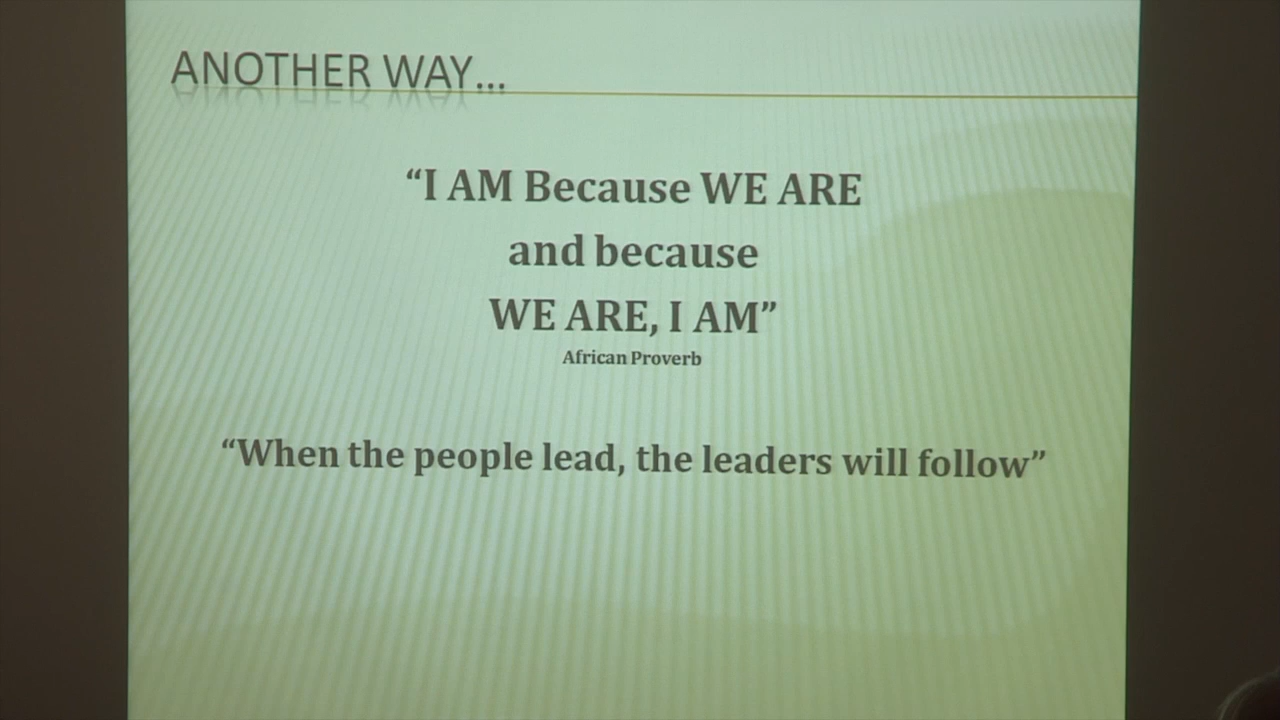 ANOTHER WAY...
“I AM Because WE ARE
and because
WE ARE, I AM”
African Proverb
“When the people lead, the leaders will follow”